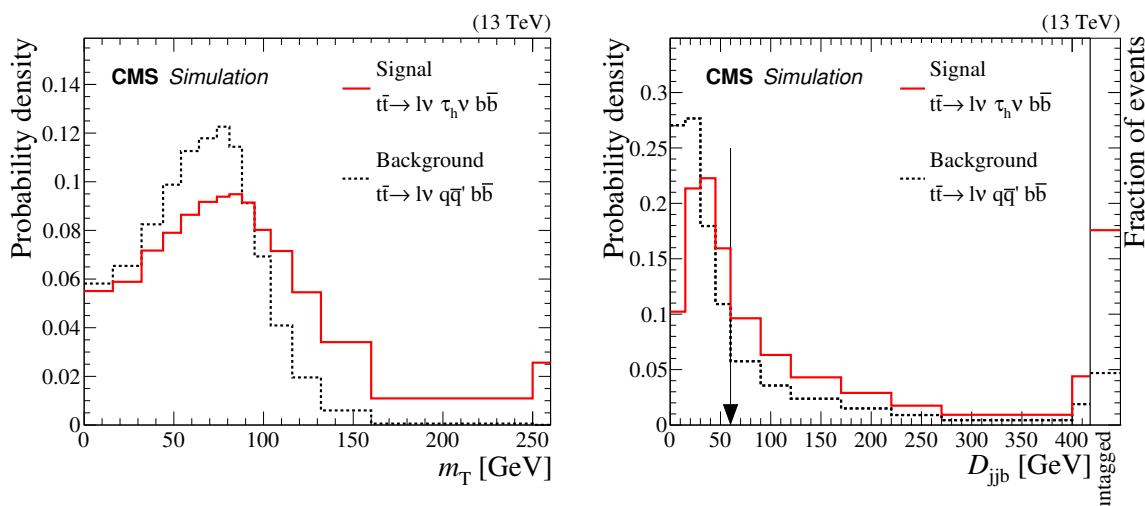 (13 TeV)
CMS Simulation
Signal
tt̄→ lν τ_h ν bb̄
Background
tt̄→ lν qq̄' bb̄
Probability density
0.14
0.12
0.1
0.08
0.06
0.04
0.02
0
0 50 100 150 200 250
m_T [GeV]
(13 TeV)
CMS Simulation
Signal
tt̄→ lν τ_h ν bb̄
Background
tt̄→ lν qq̄' bb̄
Probability density
0.3
0.25
0.2
0.15
0.1
0.05
0
0 50 100 150 200 250 300 350 400
D_jjb [GeV]
Fraction of events
ntagged